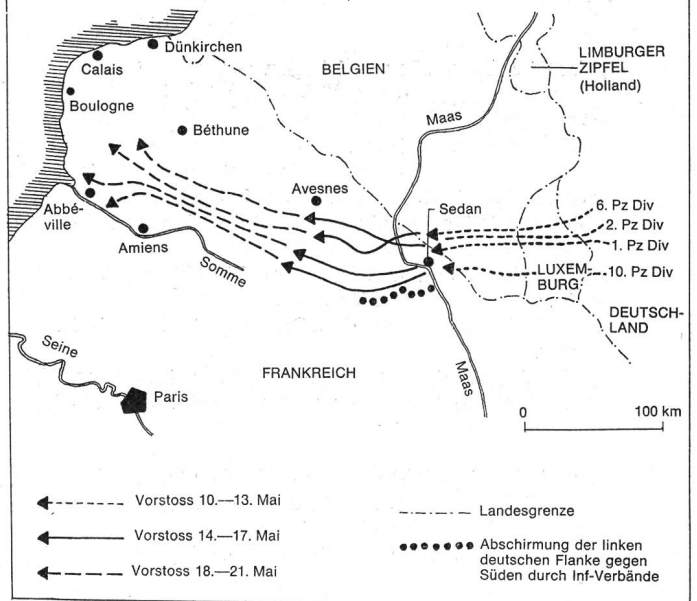 Dünkirchen
Calais
BELGIEN
LIMBURGER
ZIPFEL
(Holland)
Boulogne
Maas
Béthune
Avesnes
Sedan
6. Pz Div
2. Pz Div
1. Pz Div
10. Pz Div
Abbé-
ville
Amiens
Somme
LUXEM-
BURG
DEUTSCH-
LAND
Seine
FRANKREICH
Maas
Paris
0 100 km
Vorstoss 10.—13. Mai
Vorstoss 14.—17. Mai
Vorstoss 18.—21. Mai
Landesgrenze
Abschirmung der linken
deutschen Flanke gegen
Süden durch Inf-Verbände